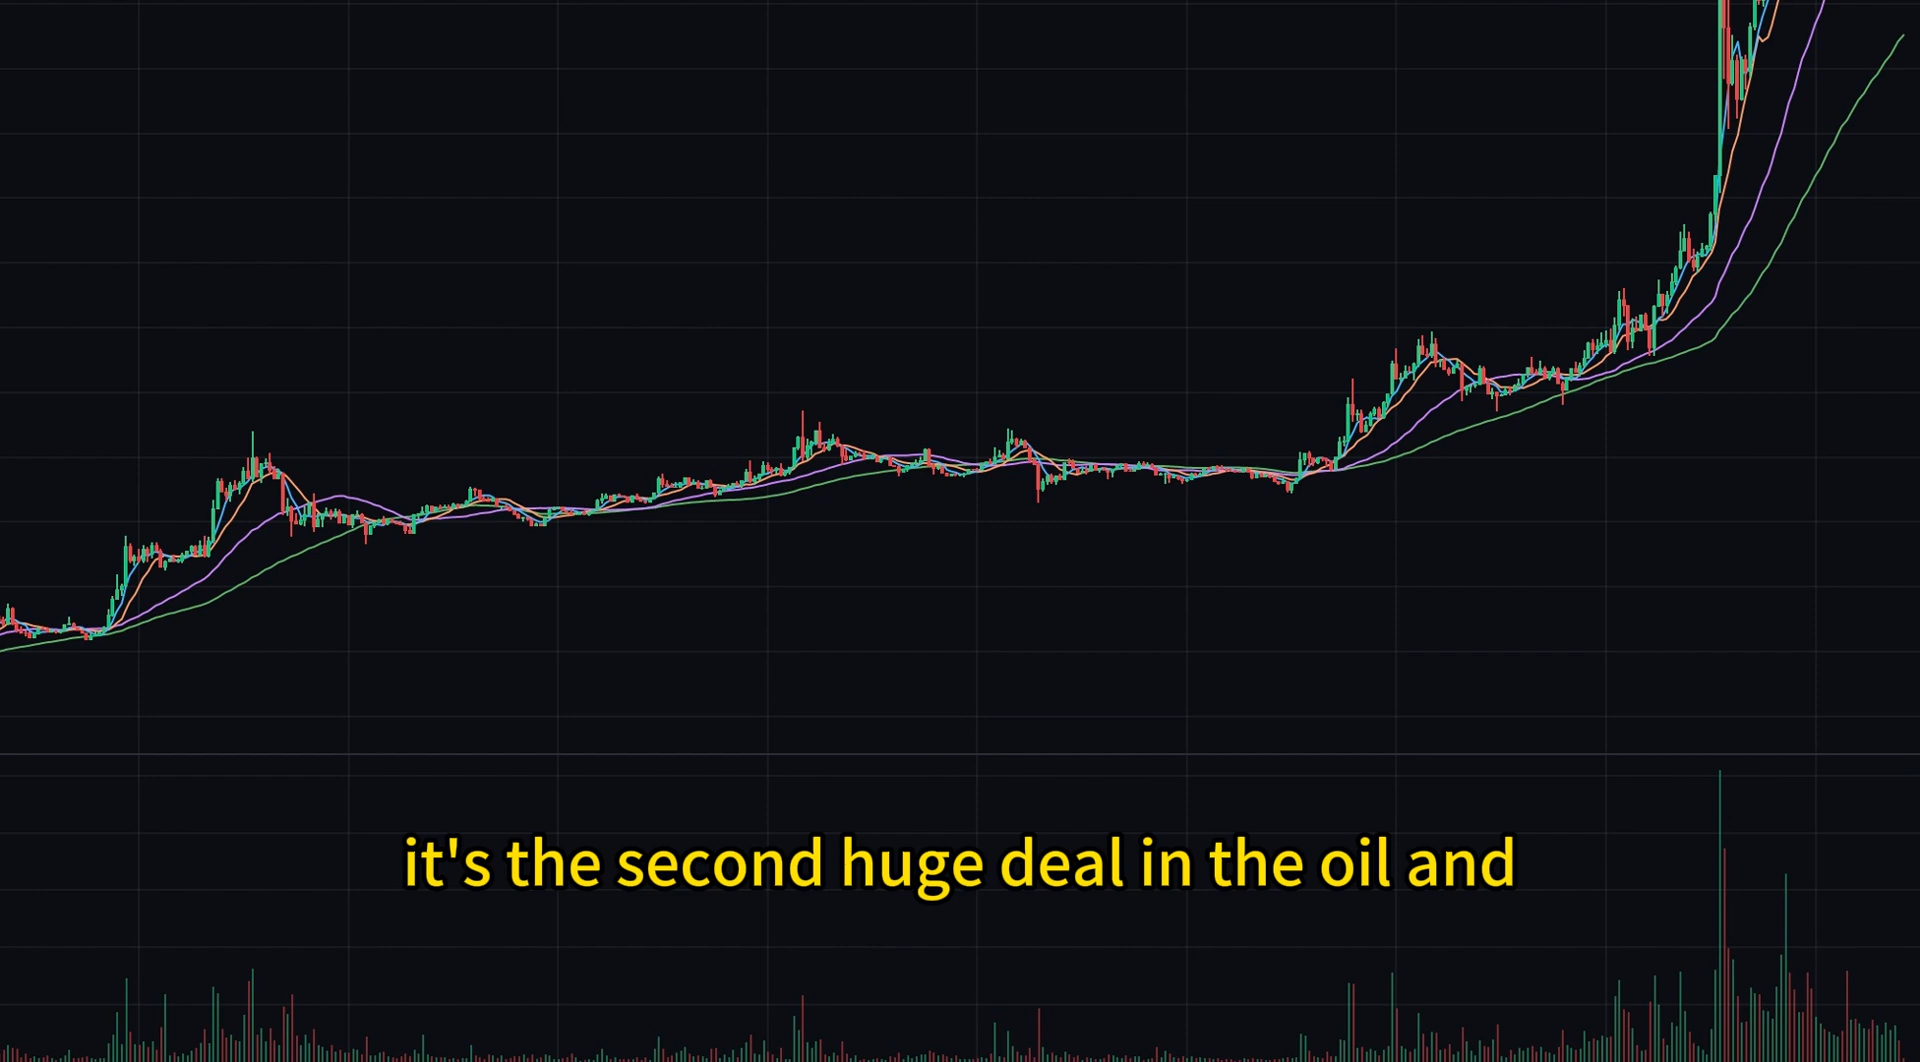 it's the second huge deal in the oil and